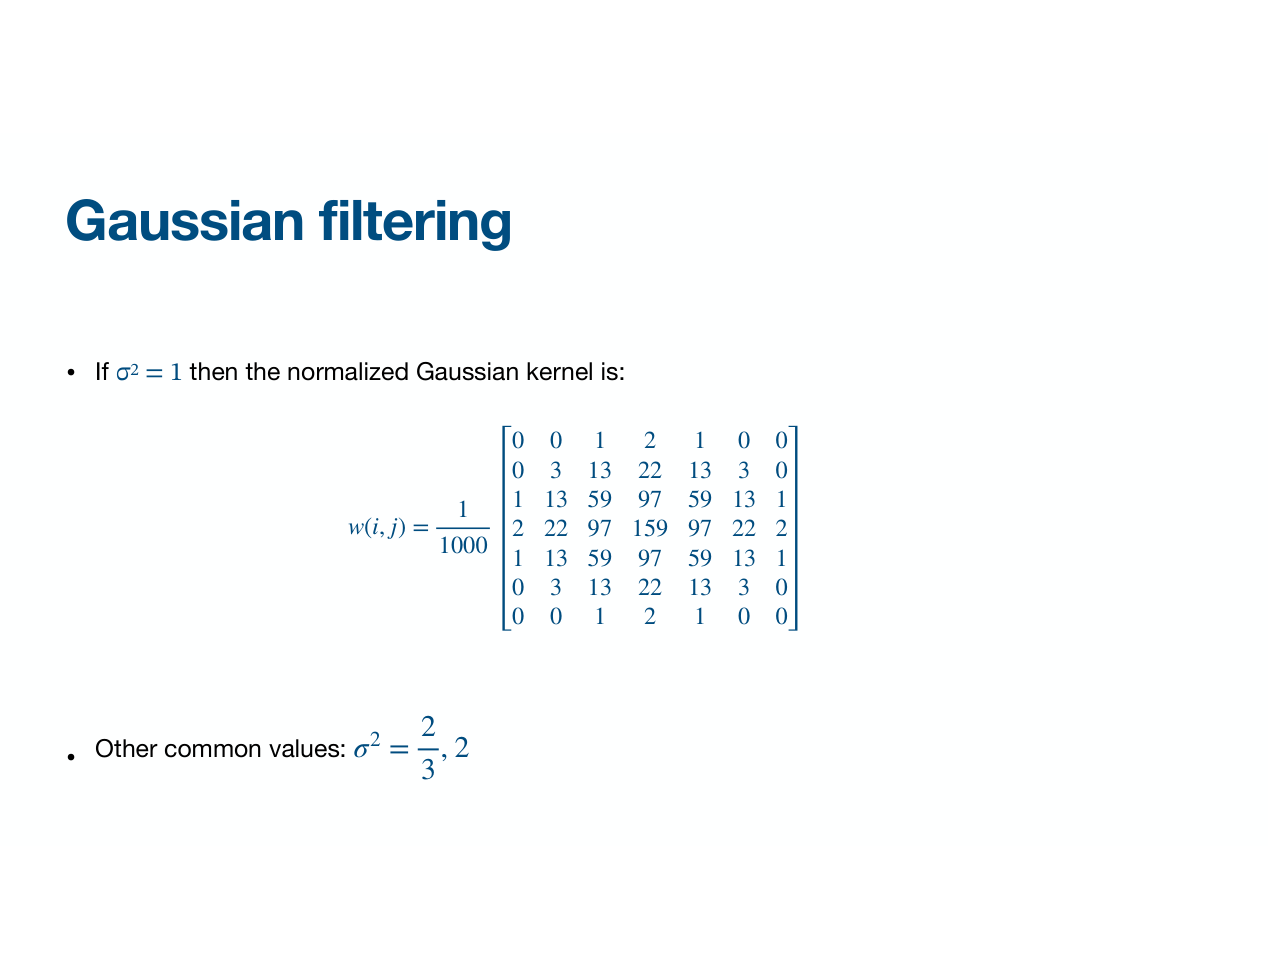 Gaussian filtering
• If σ² = 1 then the normalized Gaussian kernel is:
w(i, j) = 1/1000
[0 0 1 2 1 0 0]
[0 3 13 22 13 3 0]
[1 13 59 97 59 13 1]
[2 22 97 159 97 22 2]
[1 13 59 97 59 13 1]
[0 3 13 22 13 3 0]
[0 0 1 2 1 0 0]
• Other common values: σ² = 2/3, 2